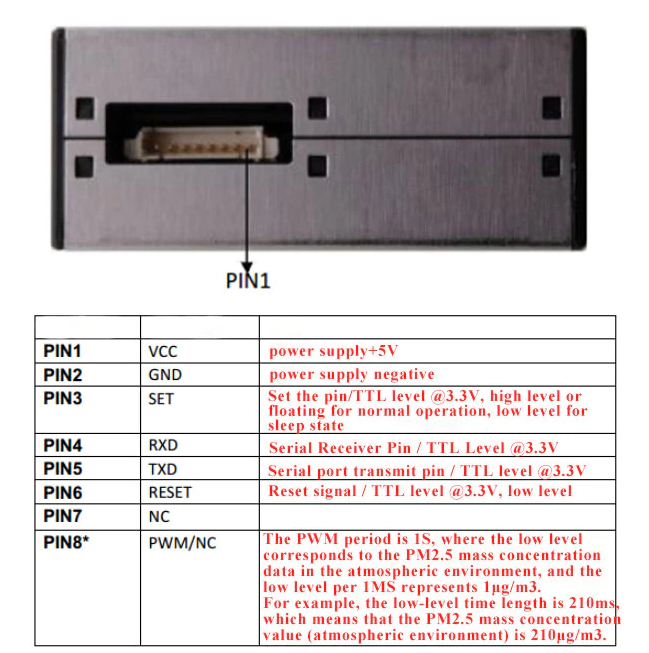 PIN1
PIN1 VCC power supply+5V
PIN2 GND power supply negative
PIN3 SET Set the pin/TTL level @3.3V, high level or
floating for normal operation, low level for
sleep state
PIN4 RXD Serial Receiver Pin / TTL Level @3.3V
PIN5 TXD Serial port transmit pin / TTL level @3.3V
PIN6 RESET Reset signal / TTL level @3.3V, low level
PIN7 NC
PIN8* PWM/NC The PWM period is 1S, where the low level
corresponds to the PM2.5 mass concentration
data in the atmospheric environment, and the
low level per 1MS represents 1μg/m3.
For example, the low-level time length is 210ms,
which means that the PM2.5 mass concentration
value (atmospheric environment) is 210μg/m3.